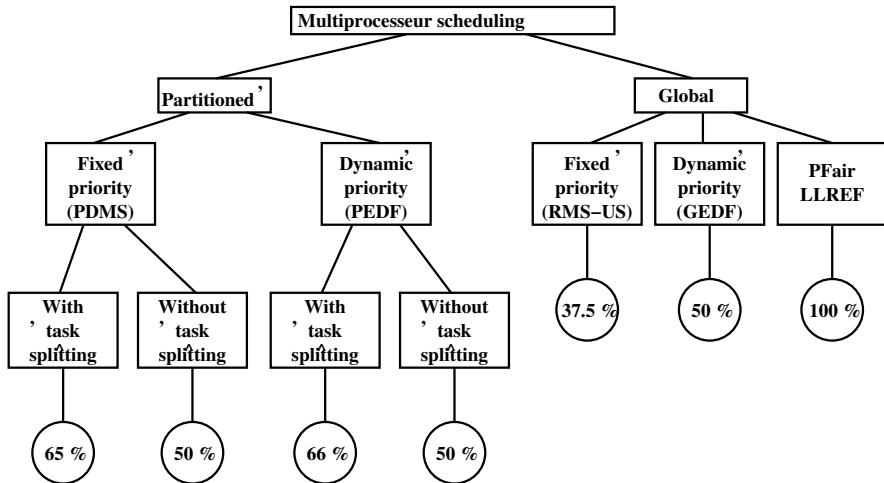 Multiprocesseur scheduling
Partitioned ’
Global
Fixed ’
priority
(PDMS)
Dynamic ’
priority
(PEDF)
Fixed ’
priority
(RMS−US)
Dynamic ’
priority
(GEDF)
PFair
LLREF
With
’ task
splitting
Without
’ task
splitting
With
’ task
splitting
Without
’ task
splitting
37.5 %
50 %
100 %
65 %
50 %
66 %
50 %